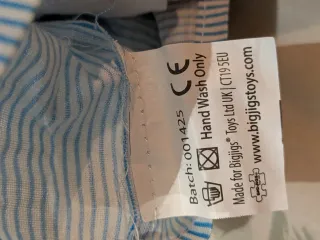 Batch: 001425
CE
Hand Wash Only
Made for Bigjigs® Toys Ltd UK | CT19 5EU
www.bigjigstoys.com